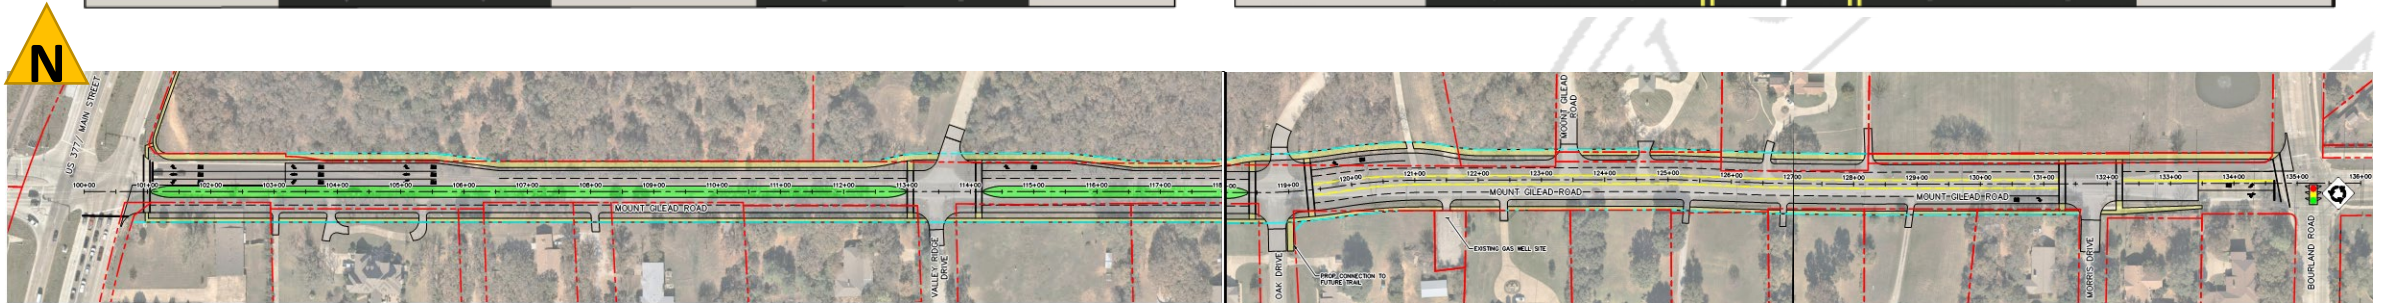 N
US 377/ MAIN STREET
100+00
101+00
102+00
103+00
104+00
105+00
106+00
107+00
108+00
109+00
110+00
111+00
112+00
113+00
114+00
115+00
116+00
117+00
MOUNT GILEAD ROAD
VALLEY RIDGE
DRIVE
119+00
120+00
121+00
122+00
123+00
124+00
125+00
126+00
127+00
128+00
129+00
130+00
131+00
132+00
133+00
134+00
135+00
136+00
MOUNT GILEAD
ROAD
MOUNT GILEAD ROAD
MOUNT GILEAD ROAD
EXISTING GAS WELL SITE
PROP. CONNECTION TO
FUTURE TRAIL
OAK DRIVE
MORRIS DRIVE
BOURLAND ROAD